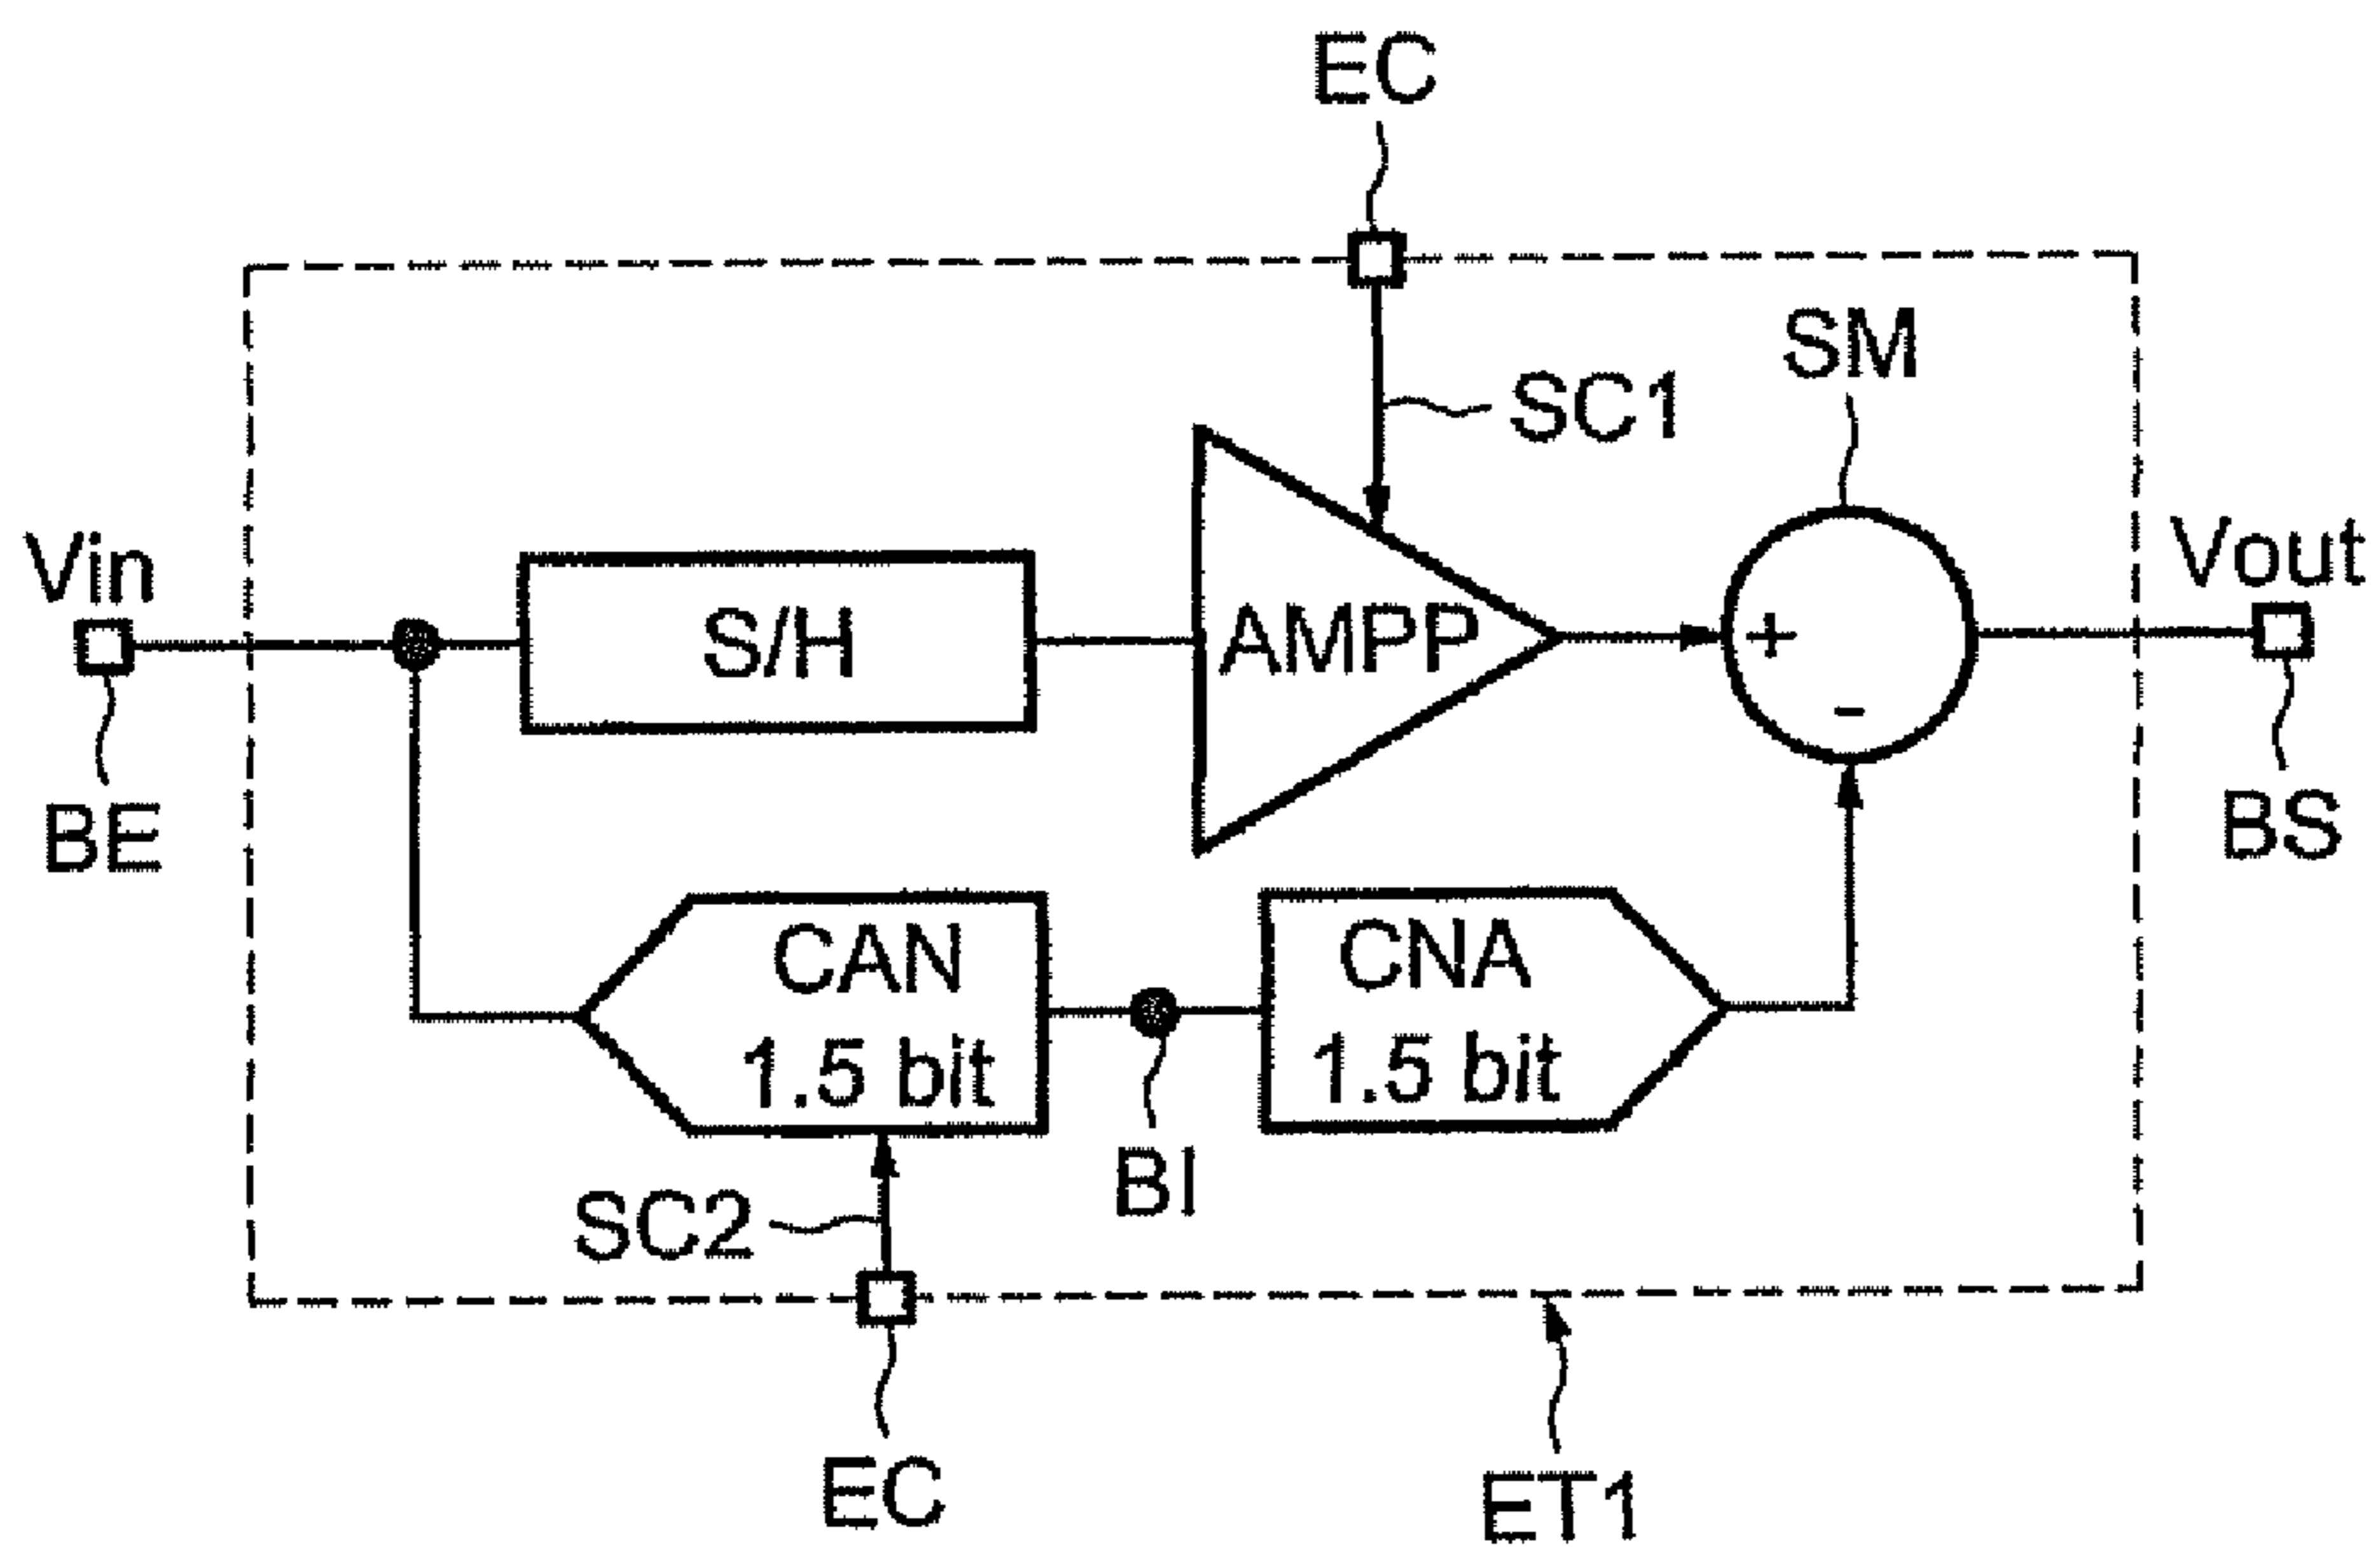 EC
SC1
SM
Vin
S/H
AMPP
+
-
Vout
BE
BS
CAN
1.5 bit
CNA
1.5 bit
SC2
BI
EC
ET1